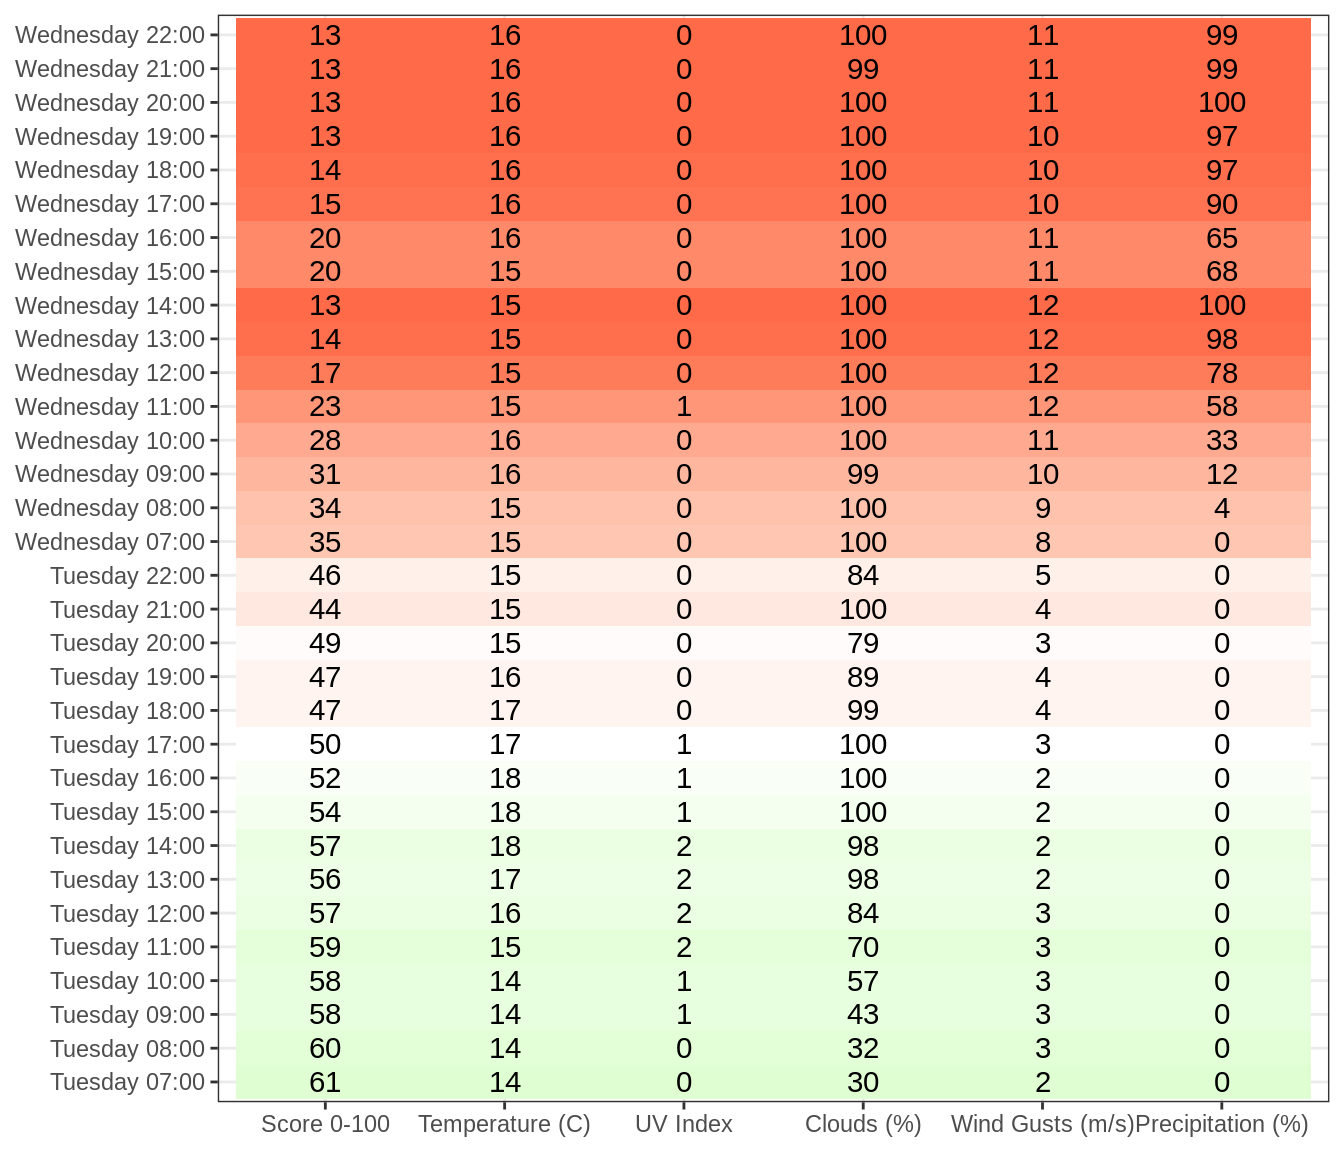 Wednesday 22:00 13 16 0 100 11 99
Wednesday 21:00 13 16 0 99 11 99
Wednesday 20:00 13 16 0 100 11 100
Wednesday 19:00 13 16 0 100 10 97
Wednesday 18:00 14 16 0 100 10 97
Wednesday 17:00 15 16 0 100 10 90
Wednesday 16:00 20 16 0 100 11 65
Wednesday 15:00 20 15 0 100 11 68
Wednesday 14:00 13 15 0 100 12 100
Wednesday 13:00 14 15 0 100 12 98
Wednesday 12:00 17 15 0 100 12 78
Wednesday 11:00 23 15 1 100 12 58
Wednesday 10:00 28 16 0 100 11 33
Wednesday 09:00 31 16 0 99 10 12
Wednesday 08:00 34 15 0 100 9 4
Wednesday 07:00 35 15 0 100 8 0
Tuesday 22:00 46 15 0 84 5 0
Tuesday 21:00 44 15 0 100 4 0
Tuesday 20:00 49 15 0 79 3 0
Tuesday 19:00 47 16 0 89 4 0
Tuesday 18:00 47 17 0 99 4 0
Tuesday 17:00 50 17 1 100 3 0
Tuesday 16:00 52 18 1 100 2 0
Tuesday 15:00 54 18 1 100 2 0
Tuesday 14:00 57 18 2 98 2 0
Tuesday 13:00 56 17 2 98 2 0
Tuesday 12:00 57 16 2 84 3 0
Tuesday 11:00 59 15 2 70 3 0
Tuesday 10:00 58 14 1 57 3 0
Tuesday 09:00 58 14 1 43 3 0
Tuesday 08:00 60 14 0 32 3 0
Tuesday 07:00 61 14 0 30 2 0
Score 0-100 Temperature (C) UV Index Clouds (%) Wind Gusts (m/s) Precipitation (%)